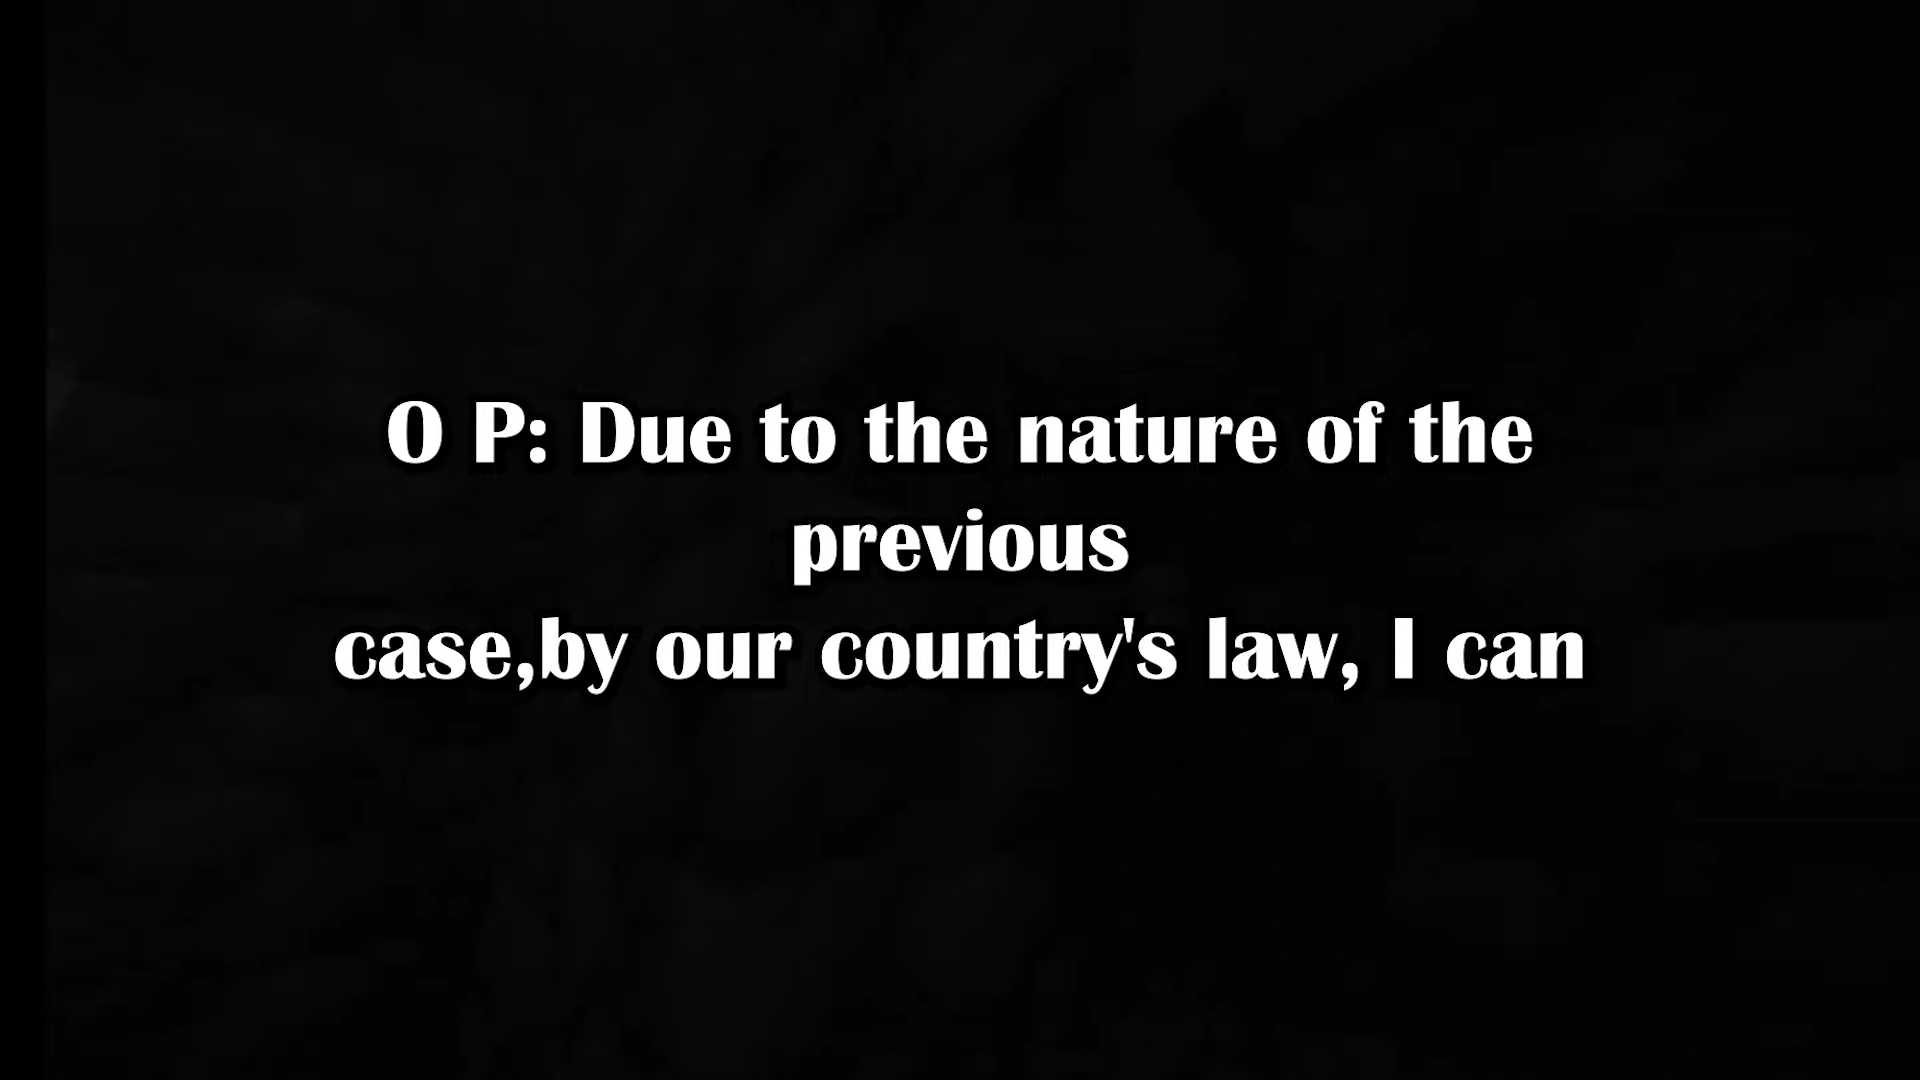 O P: Due to the nature of the
previous
case,by our country's law, I can